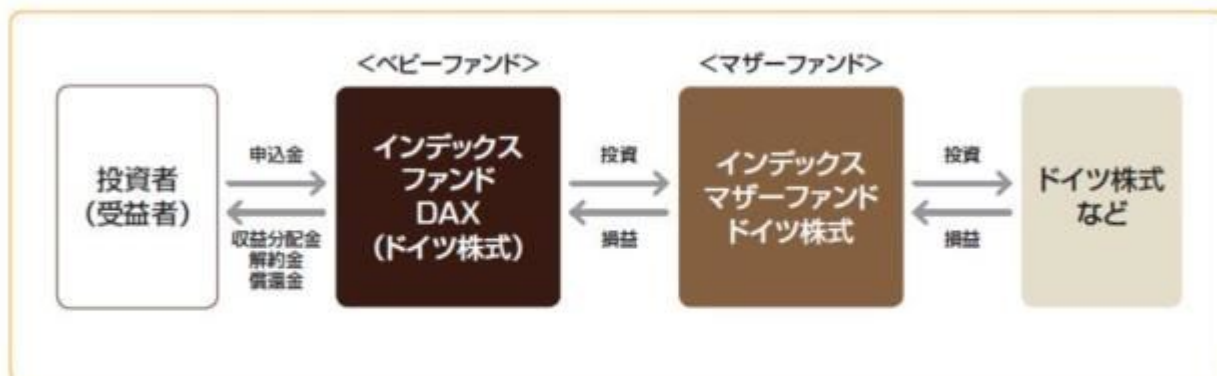 <ベビーファンド>
<マザーファンド>
投資者
(受益者)
申込金
収益分配金
解約金
償還金
インデックス
ファンド
DAX
(ドイツ株式)
投資
損益
インデックス
マザーファンド
ドイツ株式
投資
損益
ドイツ株式
など